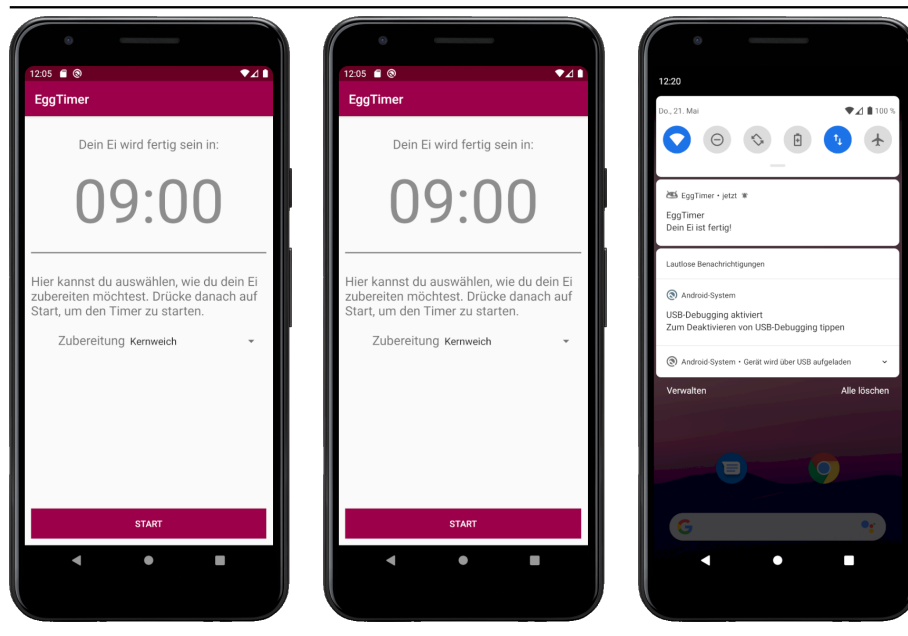 12:05
EggTimer
Dein Ei wird fertig sein in:
09:00
Hier kannst du auswählen, wie du dein Ei
zubereiten möchtest. Drücke danach auf
Start, um den Timer zu starten.
Zubereitung Kernweich
START
12:05
EggTimer
Dein Ei wird fertig sein in:
09:00
Hier kannst du auswählen, wie du dein Ei
zubereiten möchtest. Drücke danach auf
Start, um den Timer zu starten.
Zubereitung Kernweich
START
12:20
Do., 21. Mai 100 %
EggTimer • jetzt
EggTimer
Dein Ei ist fertig!
Lautlose Benachrichtigungen
Android-System
USB-Debugging aktiviert
Zum Deaktivieren von USB-Debugging tippen
Android-System • Gerät wird über USB aufgeladen
Verwalten Alle löschen